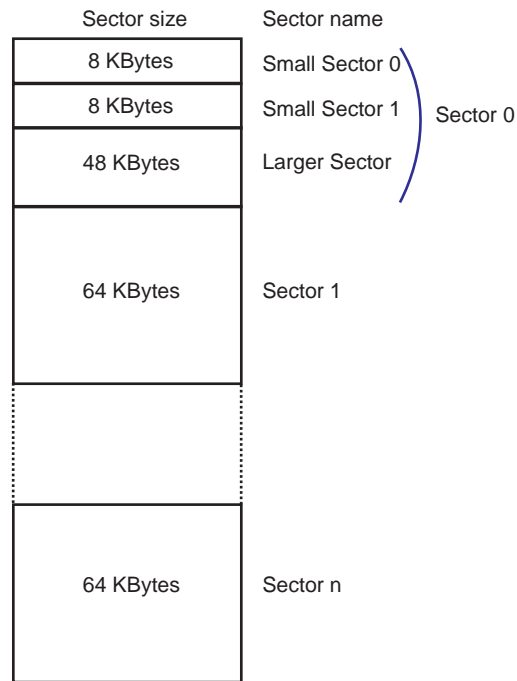 Sector size Sector name
8 KBytes Small Sector 0
8 KBytes Small Sector 1 Sector 0
48 KBytes Larger Sector
64 KBytes Sector 1
64 KBytes Sector n